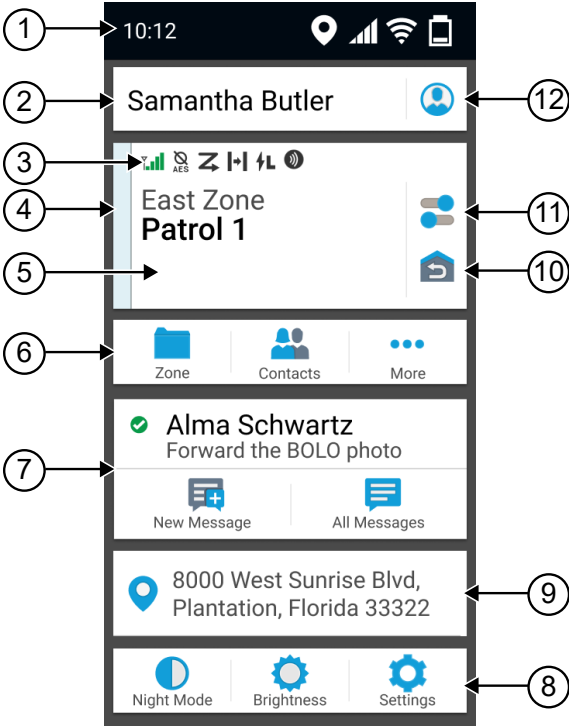 1
10:12
2
Samantha Butler
12
3
AES
L
4
East Zone
Patrol 1
11
5
10
6
Zone
Contacts
More
7
Alma Schwartz
Forward the BOLO photo
New Message
All Messages
9
8000 West Sunrise Blvd,
Plantation, Florida 33322
Night Mode
Brightness
Settings
8